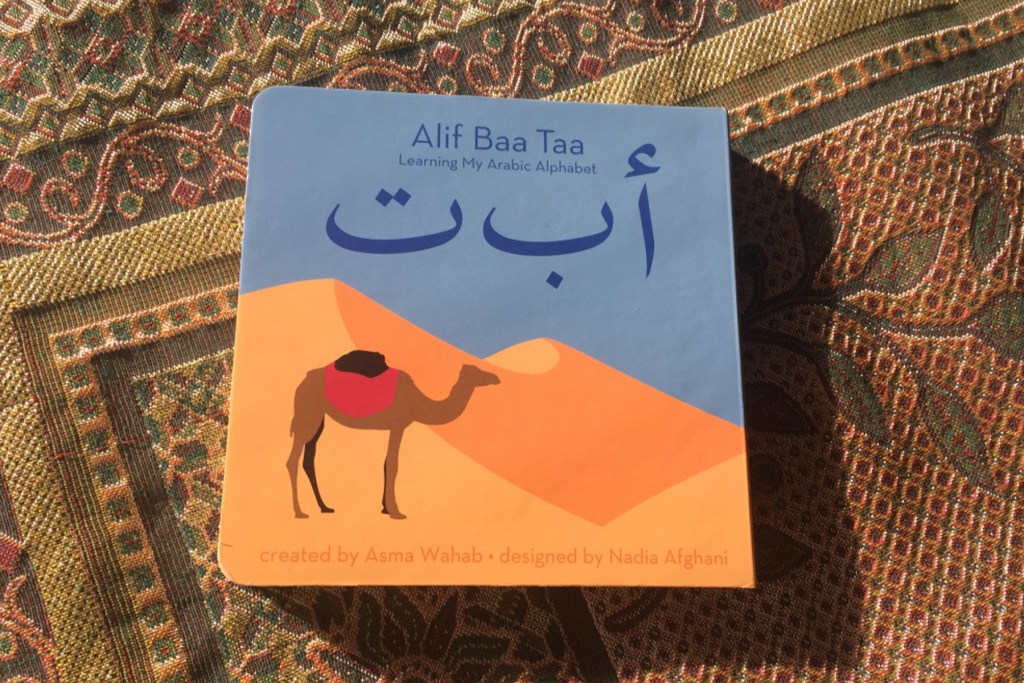 Alif Baa Taa
Learning My Arabic Alphabet
أ ب ت
created by Asma Wahab • designed by Nadia Afghani